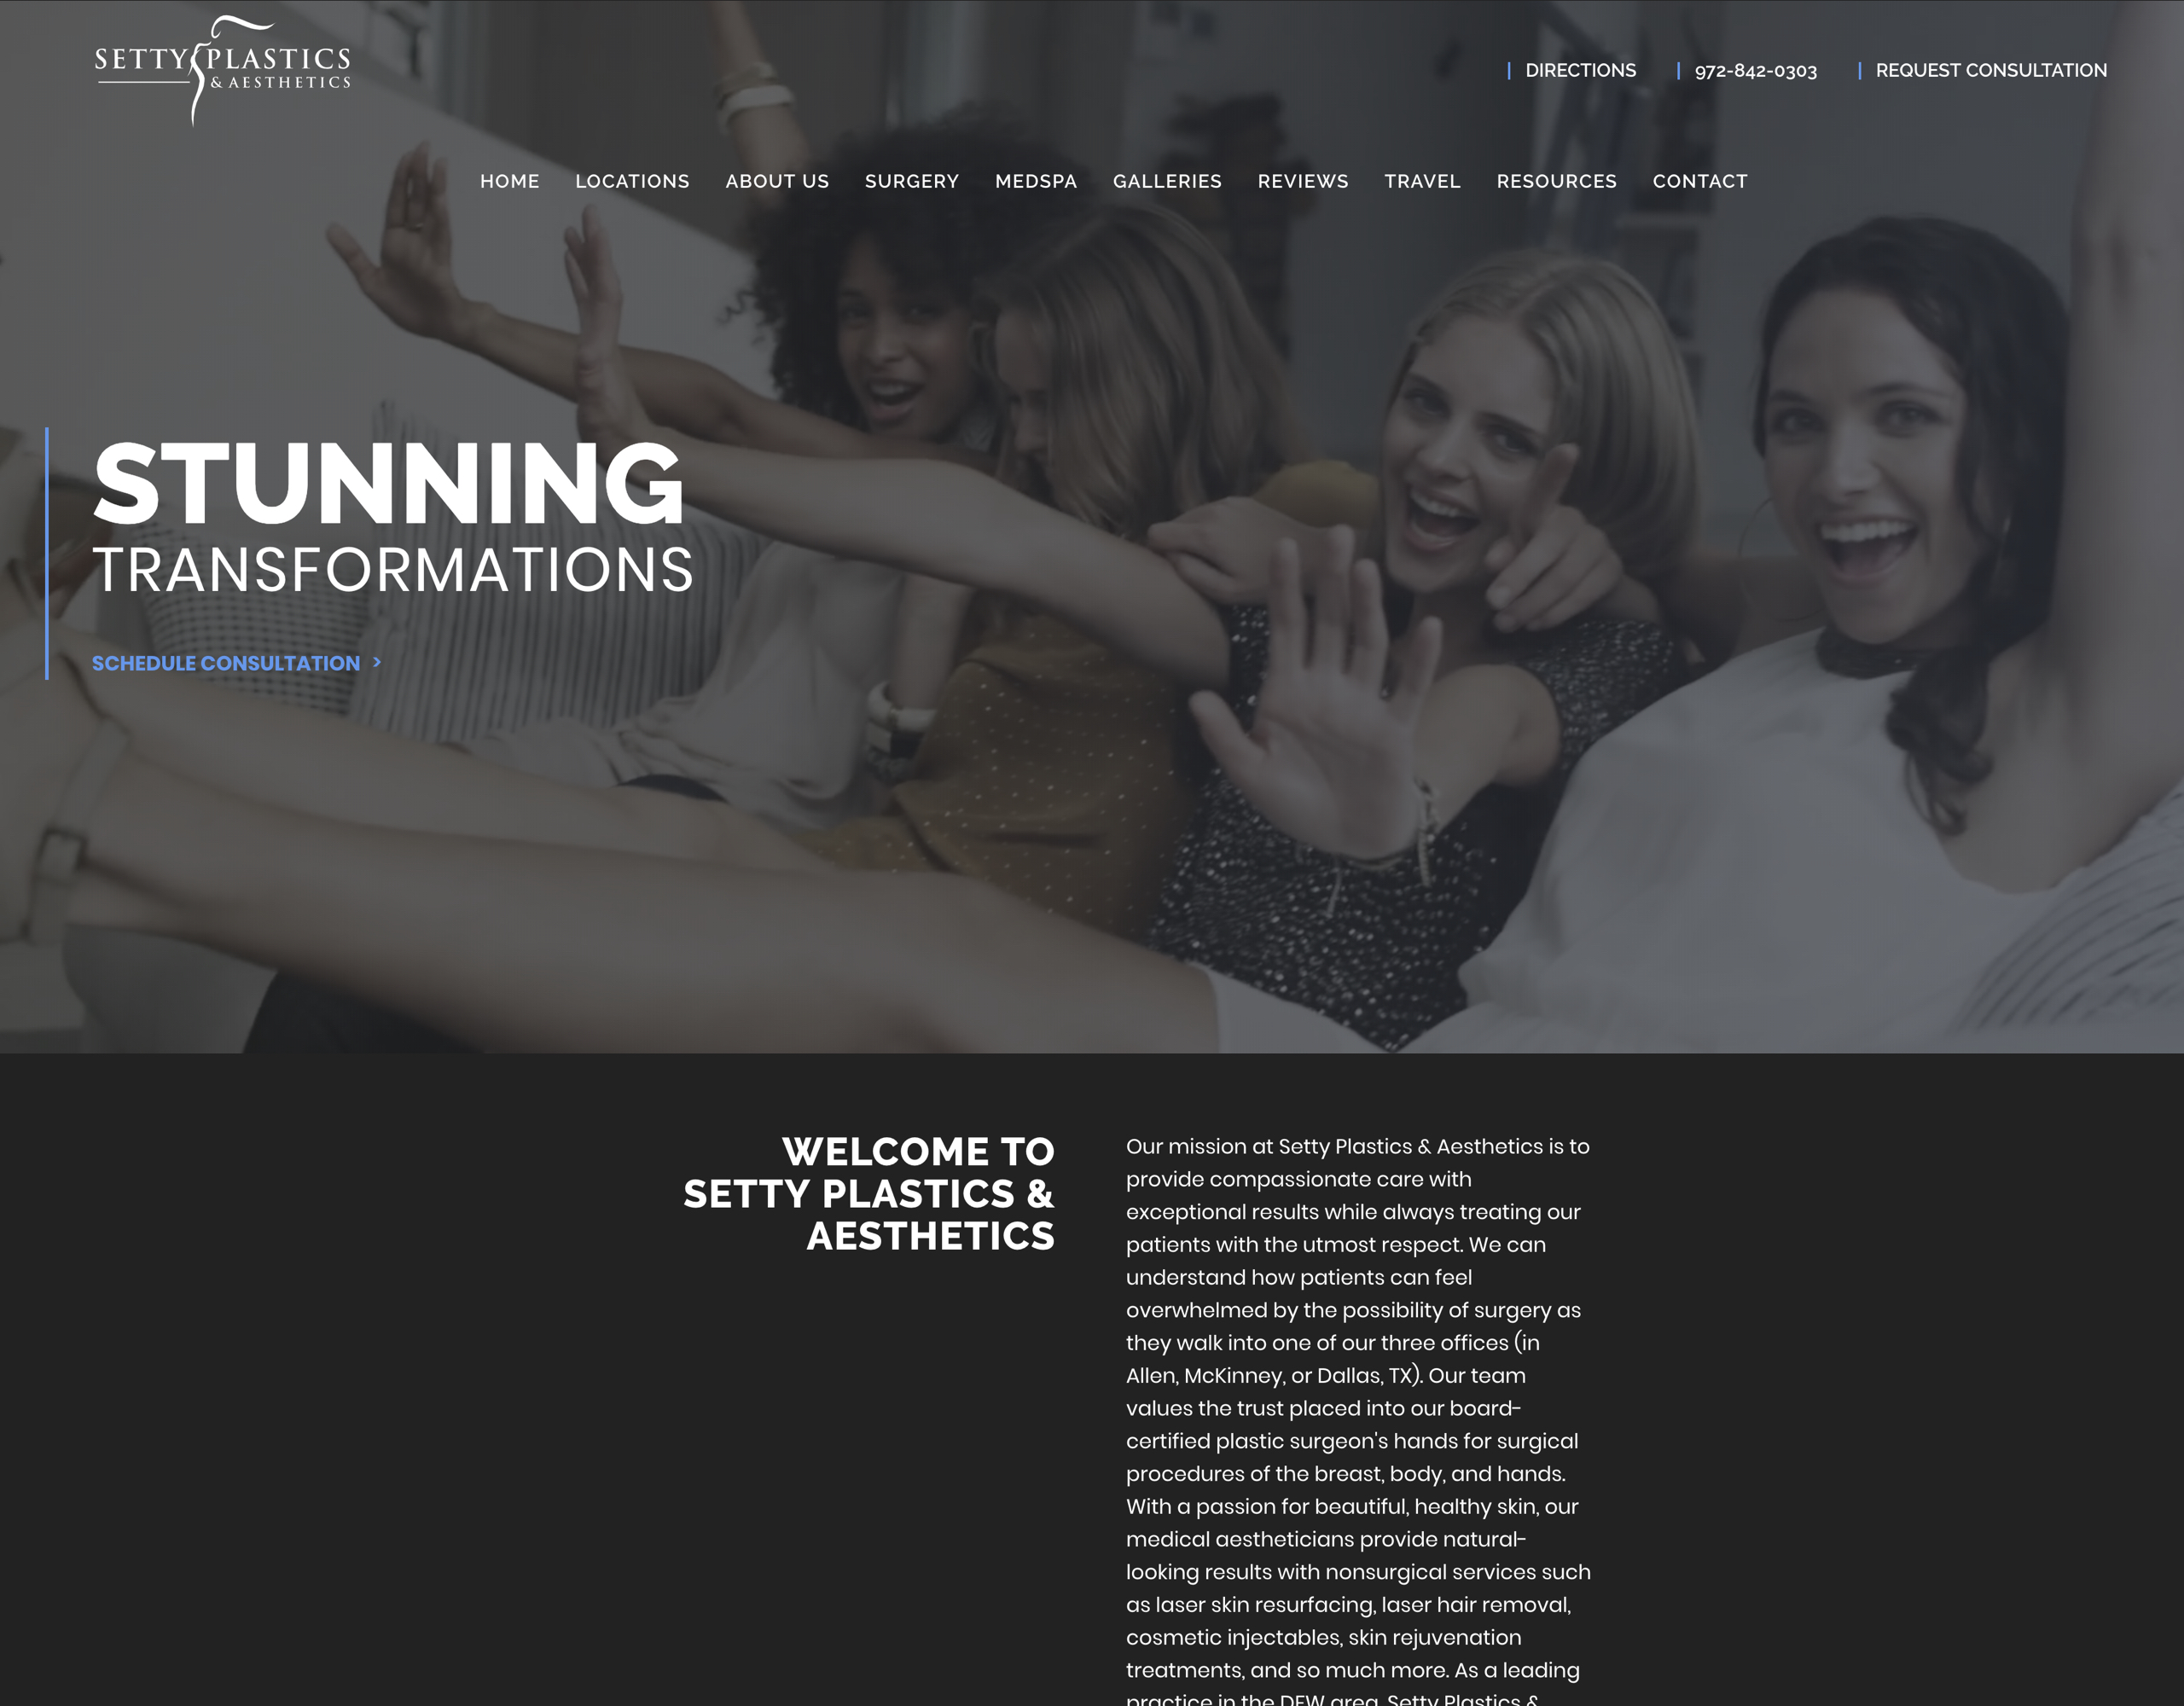 SETTY PLASTICS
& AESTHETICS
DIRECTIONS
972-842-0303
REQUEST CONSULTATION
HOME LOCATIONS ABOUT US SURGERY MEDSPA GALLERIES REVIEWS TRAVEL RESOURCES CONTACT
STUNNING
TRANSFORMATIONS
SCHEDULE CONSULTATION >
WELCOME TO
SETTY PLASTICS &
AESTHETICS
Our mission at Setty Plastics & Aesthetics is to
provide compassionate care with
exceptional results while always treating our
patients with the utmost respect. We can
understand how patients can feel
overwhelmed by the possibility of surgery as
they walk into one of our three offices (in
Allen, McKinney, or Dallas, TX). Our team
values the trust placed into our board-
certified plastic surgeon's hands for surgical
procedures of the breast, body, and hands.
With a passion for beautiful, healthy skin, our
medical aestheticians provide natural-
looking results with nonsurgical services such
as laser skin resurfacing, laser hair removal,
cosmetic injectables, skin rejuvenation
treatments, and so much more. As a leading
practice in the DFW area, Setty Plastics &